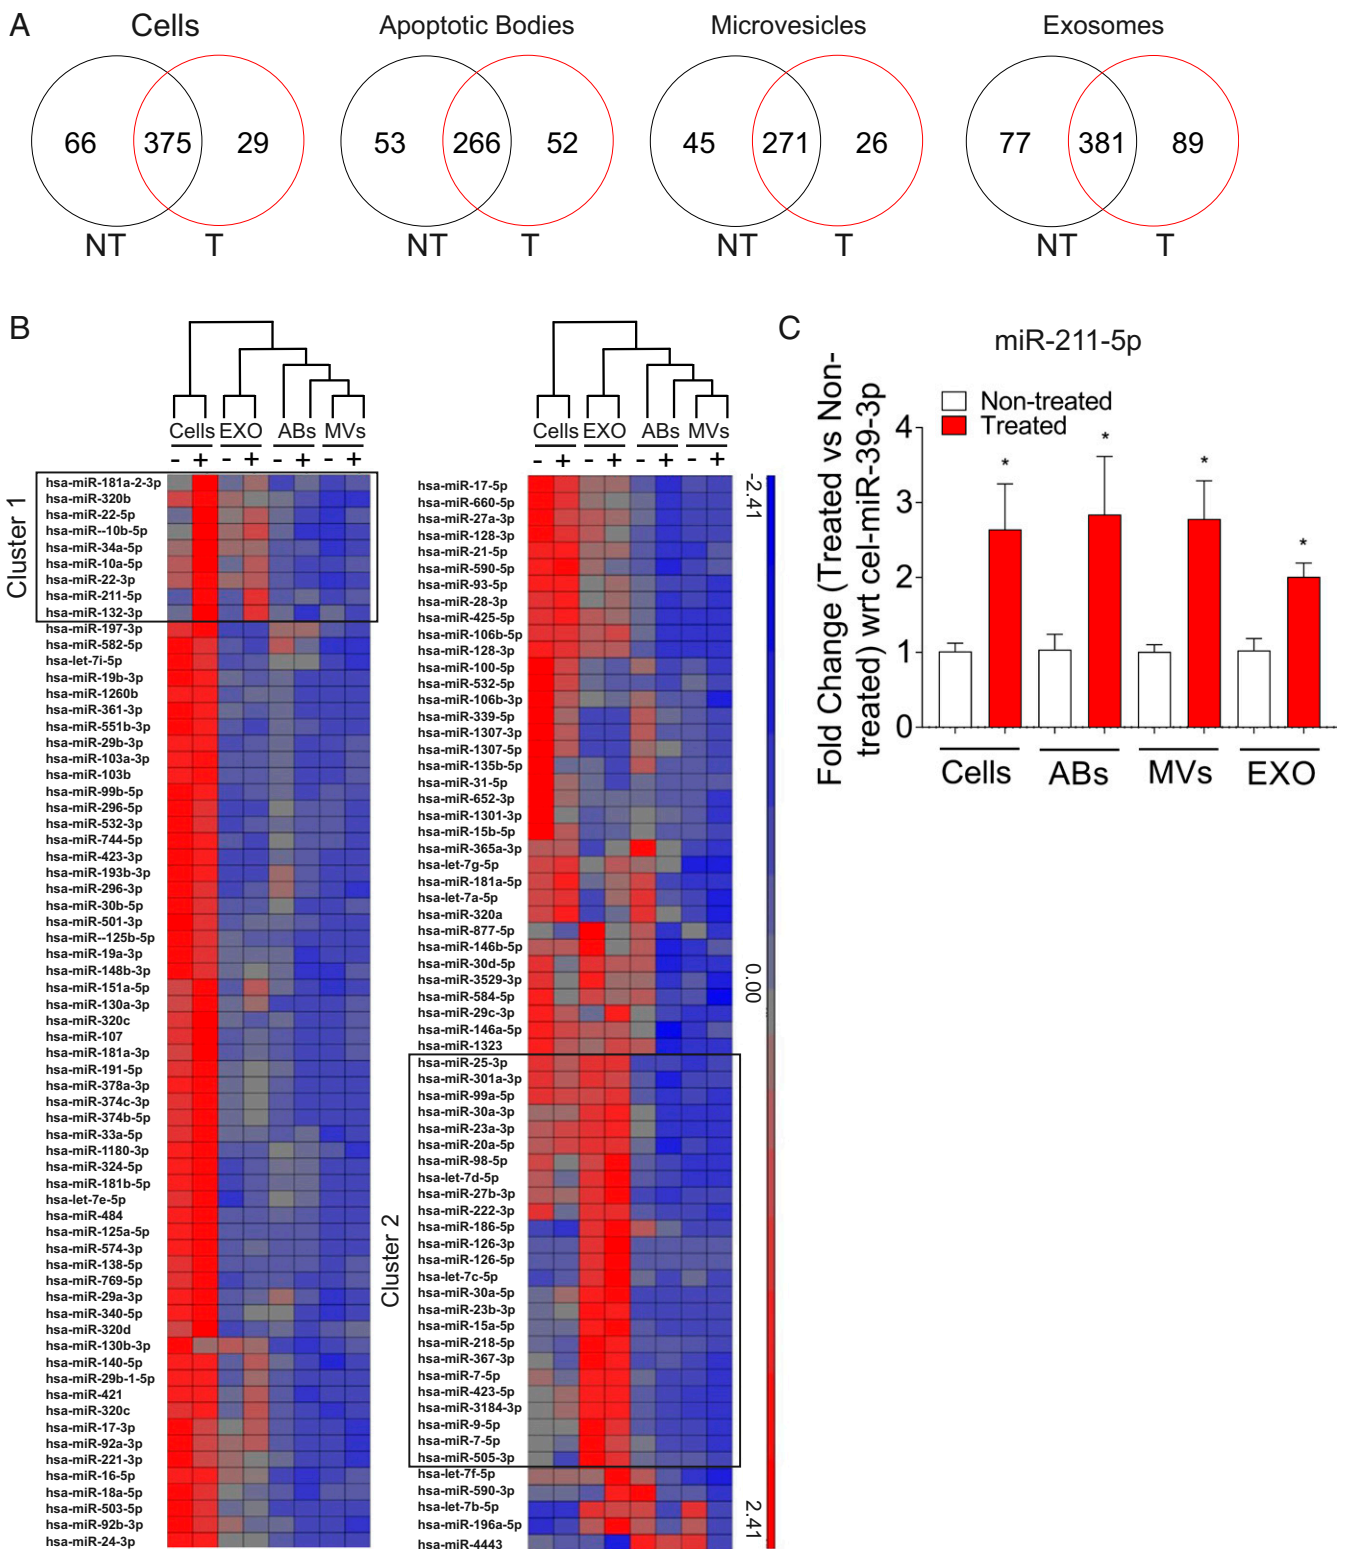 A
Cells
Apoptotic Bodies
Microvesicles
Exosomes
66 375 29
53 266 52
45 271 26
77 381 89
NT T
NT T
NT T
NT T
B
Cells EXO ABs MVs
- + - + - + - +
Cluster 1
hsa-miR-181a-2-3p
hsa-miR-320b
hsa-miR-22-5p
hsa-miR--10b-5p
hsa-miR-34a-5p
hsa-miR-10a-5p
hsa-miR-22-3p
hsa-miR-211-5p
hsa-miR-132-3p
hsa-miR-197-3p
hsa-miR-582-5p
hsa-let-7i-5p
hsa-miR-19b-3p
hsa-miR-1260b
hsa-miR-361-3p
hsa-miR-551b-3p
hsa-miR-29b-3p
hsa-miR-103a-3p
hsa-miR-103b
hsa-miR-99b-5p
hsa-miR-296-5p
hsa-miR-532-3p
hsa-miR-744-5p
hsa-miR-423-3p
hsa-miR-193b-3p
hsa-miR-296-3p
hsa-miR-30b-5p
hsa-miR-501-3p
hsa-miR--125b-5p
hsa-miR-19a-3p
hsa-miR-148b-3p
hsa-miR-151a-5p
hsa-miR-130a-3p
hsa-miR-320c
hsa-miR-107
hsa-miR-181a-3p
hsa-miR-191-5p
hsa-miR-378a-3p
hsa-miR-374c-3p
hsa-miR-374b-5p
hsa-miR-33a-5p
hsa-miR-1180-3p
hsa-miR-324-5p
hsa-miR-181b-5p
hsa-let-7e-5p
hsa-miR-484
hsa-miR-125a-5p
hsa-miR-574-3p
hsa-miR-138-5p
hsa-miR-769-5p
hsa-miR-29a-3p
hsa-miR-340-5p
hsa-miR-320d
hsa-miR-130b-3p
hsa-miR-140-5p
hsa-miR-29b-1-5p
hsa-miR-421
hsa-miR-320c
hsa-miR-17-3p
hsa-miR-92a-3p
hsa-miR-221-3p
hsa-miR-16-5p
hsa-miR-18a-5p
hsa-miR-503-5p
hsa-miR-92b-3p
hsa-miR-24-3p
Cells EXO ABs MVs
- + - + - + - +
hsa-miR-17-5p
hsa-miR-660-5p
hsa-miR-27a-3p
hsa-miR-128-3p
hsa-miR-21-5p
hsa-miR-590-5p
hsa-miR-93-5p
hsa-miR-28-3p
hsa-miR-425-5p
hsa-miR-106b-5p
hsa-miR-128-3p
hsa-miR-100-5p
hsa-miR-532-5p
hsa-miR-106b-3p
hsa-miR-339-5p
hsa-miR-1307-3p
hsa-miR-1307-5p
hsa-miR-135b-5p
hsa-miR-31-5p
hsa-miR-652-3p
hsa-miR-1301-3p
hsa-miR-15b-5p
hsa-miR-365a-3p
hsa-let-7g-5p
hsa-miR-181a-5p
hsa-let-7a-5p
hsa-miR-320a
hsa-miR-877-5p
hsa-miR-146b-5p
hsa-miR-30d-5p
hsa-miR-3529-3p
hsa-miR-584-5p
hsa-miR-29c-3p
hsa-miR-146a-5p
hsa-miR-1323
Cluster 2
hsa-miR-25-3p
hsa-miR-301a-3p
hsa-miR-99a-5p
hsa-miR-30a-3p
hsa-miR-23a-3p
hsa-miR-20a-5p
hsa-miR-98-5p
hsa-let-7d-5p
hsa-miR-27b-3p
hsa-miR-222-3p
hsa-miR-186-5p
hsa-miR-126-3p
hsa-miR-126-5p
hsa-let-7c-5p
hsa-miR-30a-5p
hsa-miR-23b-3p
hsa-miR-15a-5p
hsa-miR-218-5p
hsa-miR-367-3p
hsa-miR-7-5p
hsa-miR-423-5p
hsa-miR-3184-3p
hsa-miR-9-5p
hsa-miR-7-5p
hsa-miR-505-3p
hsa-let-7f-5p
hsa-miR-590-3p
hsa-let-7b-5p
hsa-miR-196a-5p
hsa-miR-4443
-2.41
0.00
2.41
C
miR-211-5p
Non-treated
Treated
Fold Change (Treated vs Non-
treated) wrt cel-miR-39-3p
4
3
2
1
0
* * * *
Cells ABs MVs EXO